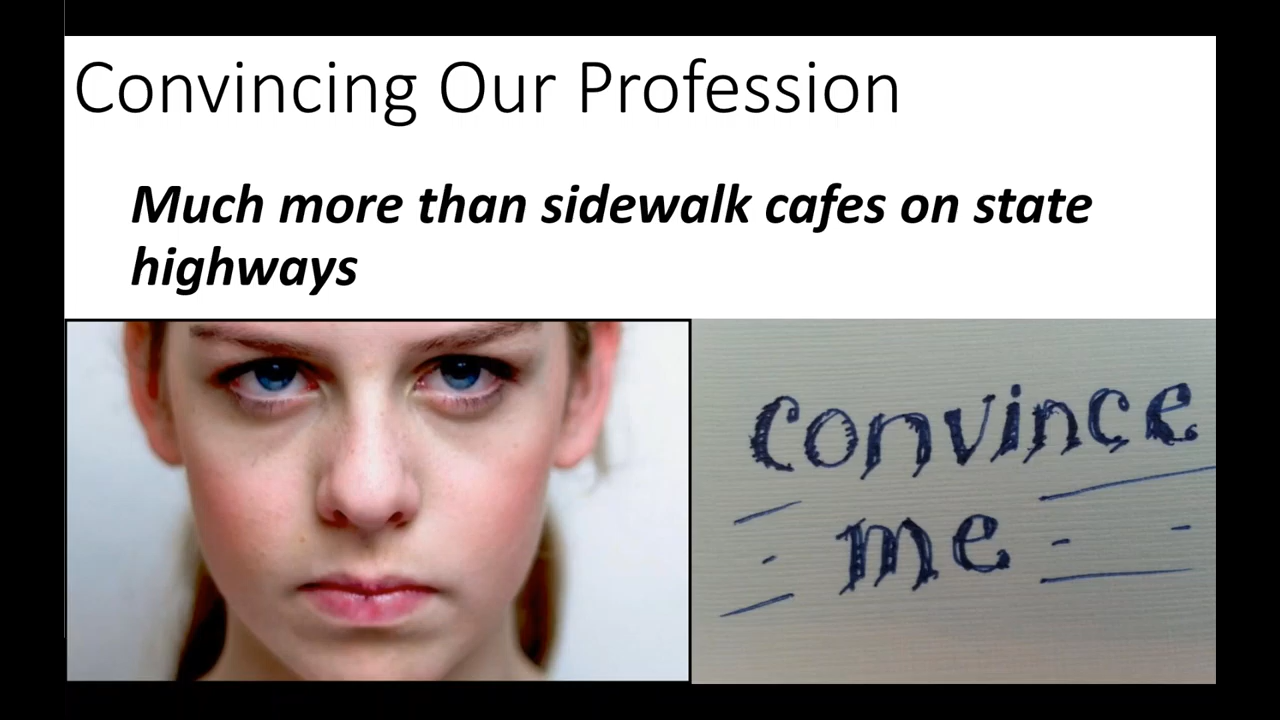 Convincing Our Profession
Much more than sidewalk cafes on state
highways
convince
me